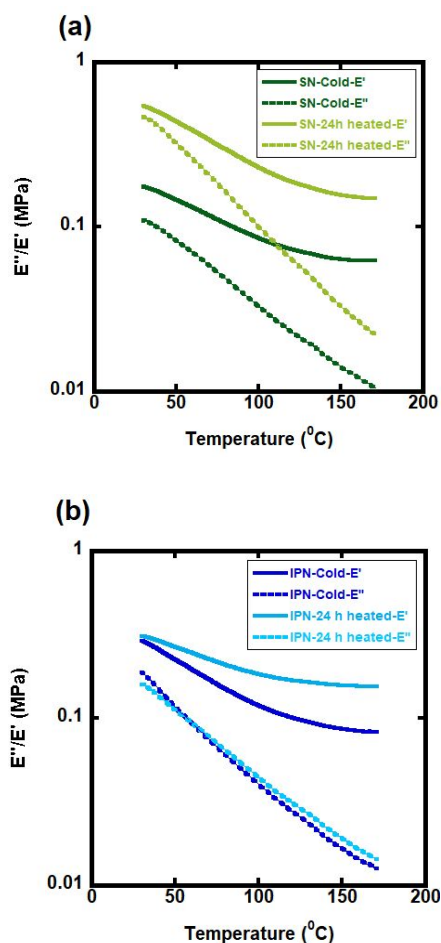 (a)
1
SN-Cold-E'
SN-Cold-E"
SN-24h heated-E'
SN-24h heated-E"
E"/E' (MPa)
0.1
0.01
0
50
100
150
200
Temperature (⁰C)
(b)
1
IPN-Cold-E'
IPN-Cold-E"
IPN-24 h heated-E'
IPN-24 h heated-E"
E"/E' (MPa)
0.1
0.01
0
50
100
150
200
Temperature (⁰C)